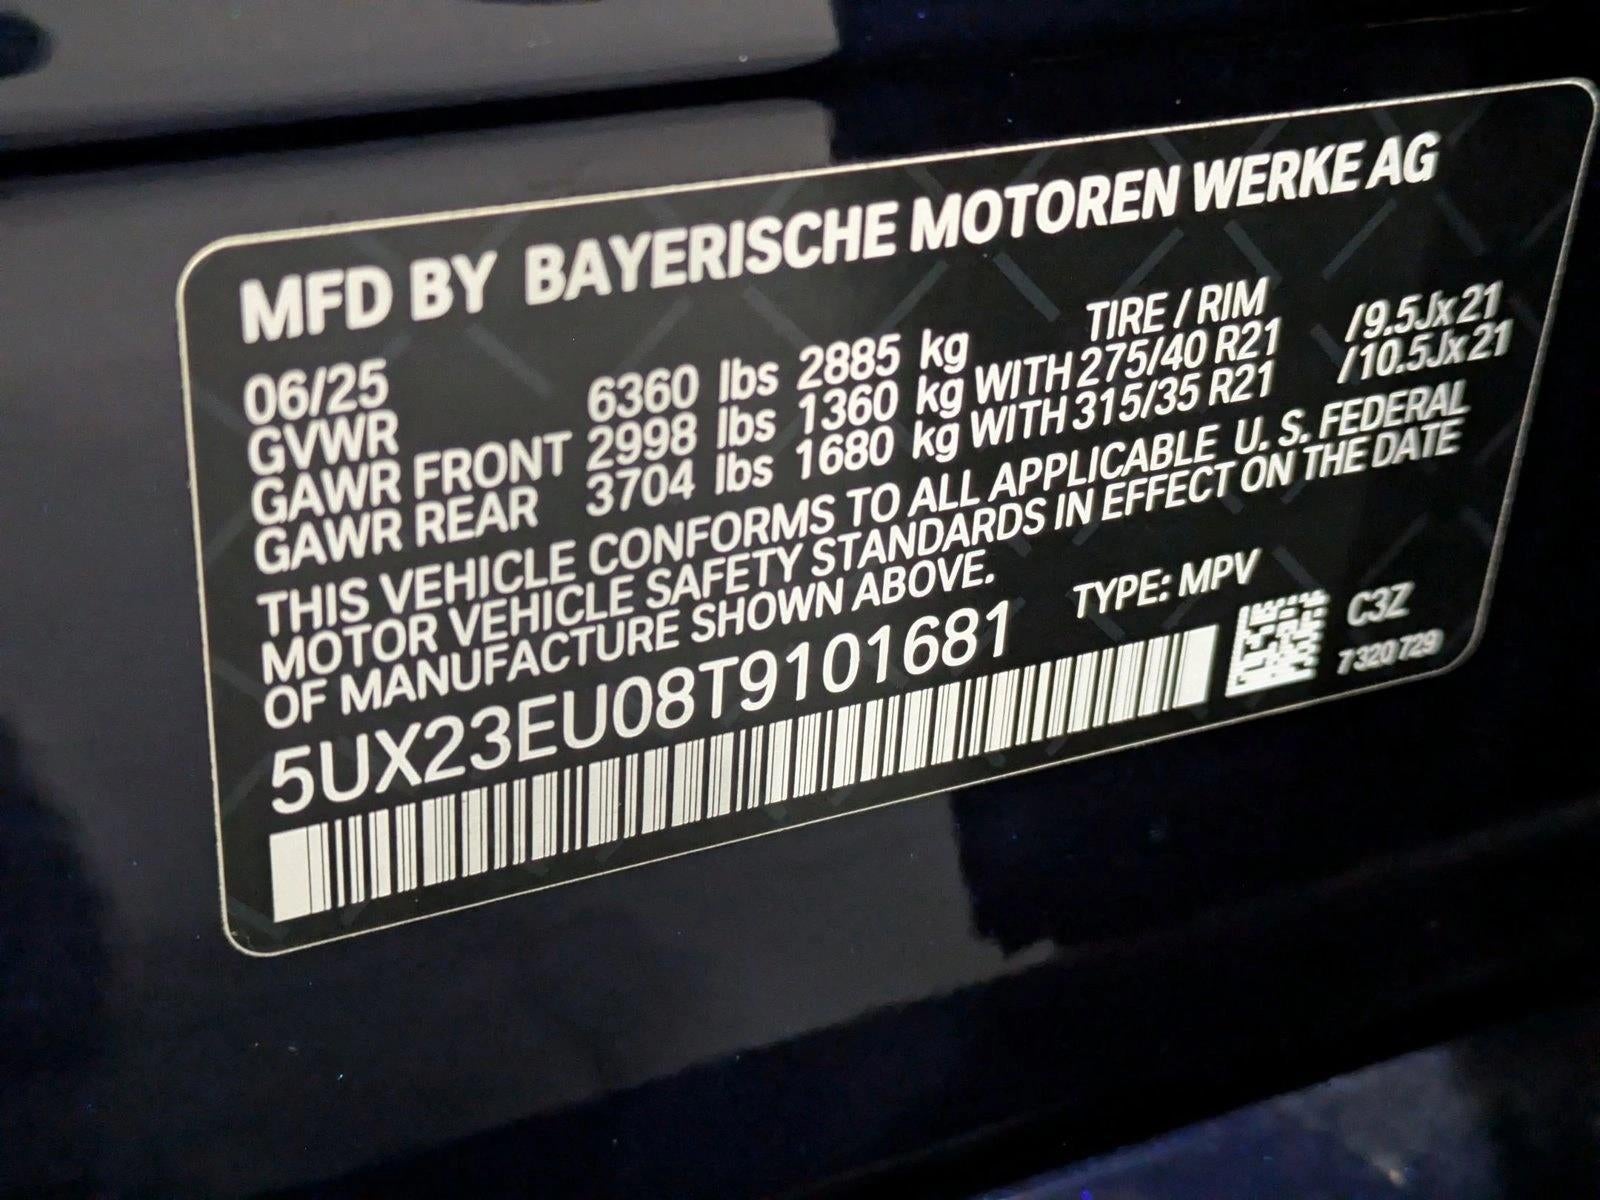 MFD BY BAYERISCHE MOTOREN WERKE AG
06/25 TIRE / RIM
GVWR 6360 lbs 2885 kg
GAWR FRONT 2998 lbs 1360 kg WITH 275/40 R21 /9.5Jx21
GAWR REAR 3704 lbs 1680 kg WITH 315/35 R21 /10.5Jx21
THIS VEHICLE CONFORMS TO ALL APPLICABLE U. S. FEDERAL
MOTOR VEHICLE SAFETY STANDARDS IN EFFECT ON THE DATE
OF MANUFACTURE SHOWN ABOVE.
5UX23EU08T9101681 TYPE: MPV
C3Z
7 320 729